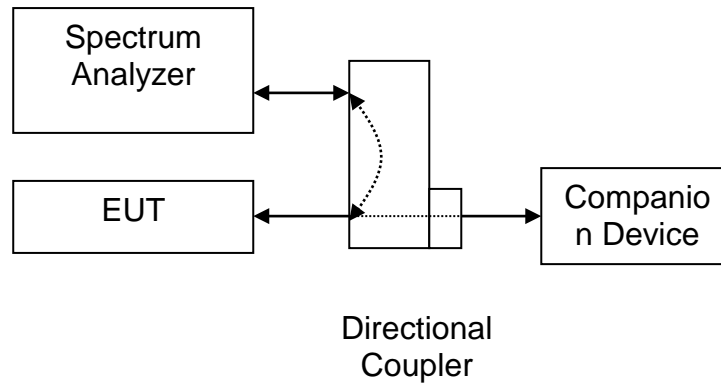 Spectrum
Analyzer
EUT
Companio
n Device
Directional
Coupler